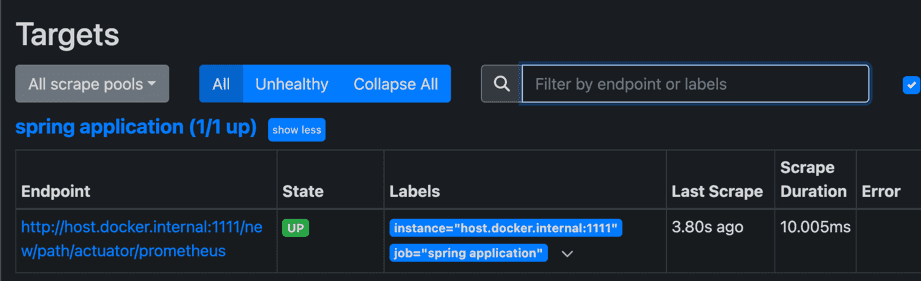 Targets
All scrape pools All Unhealthy Collapse All Filter by endpoint or labels
spring application (1/1 up) show less
Endpoint State Labels Last Scrape Scrape Duration Error
http://host.docker.internal:1111/ne UP instance="host.docker.internal:1111" 3.80s ago 10.005ms
w/path/actuator/prometheus job="spring application"